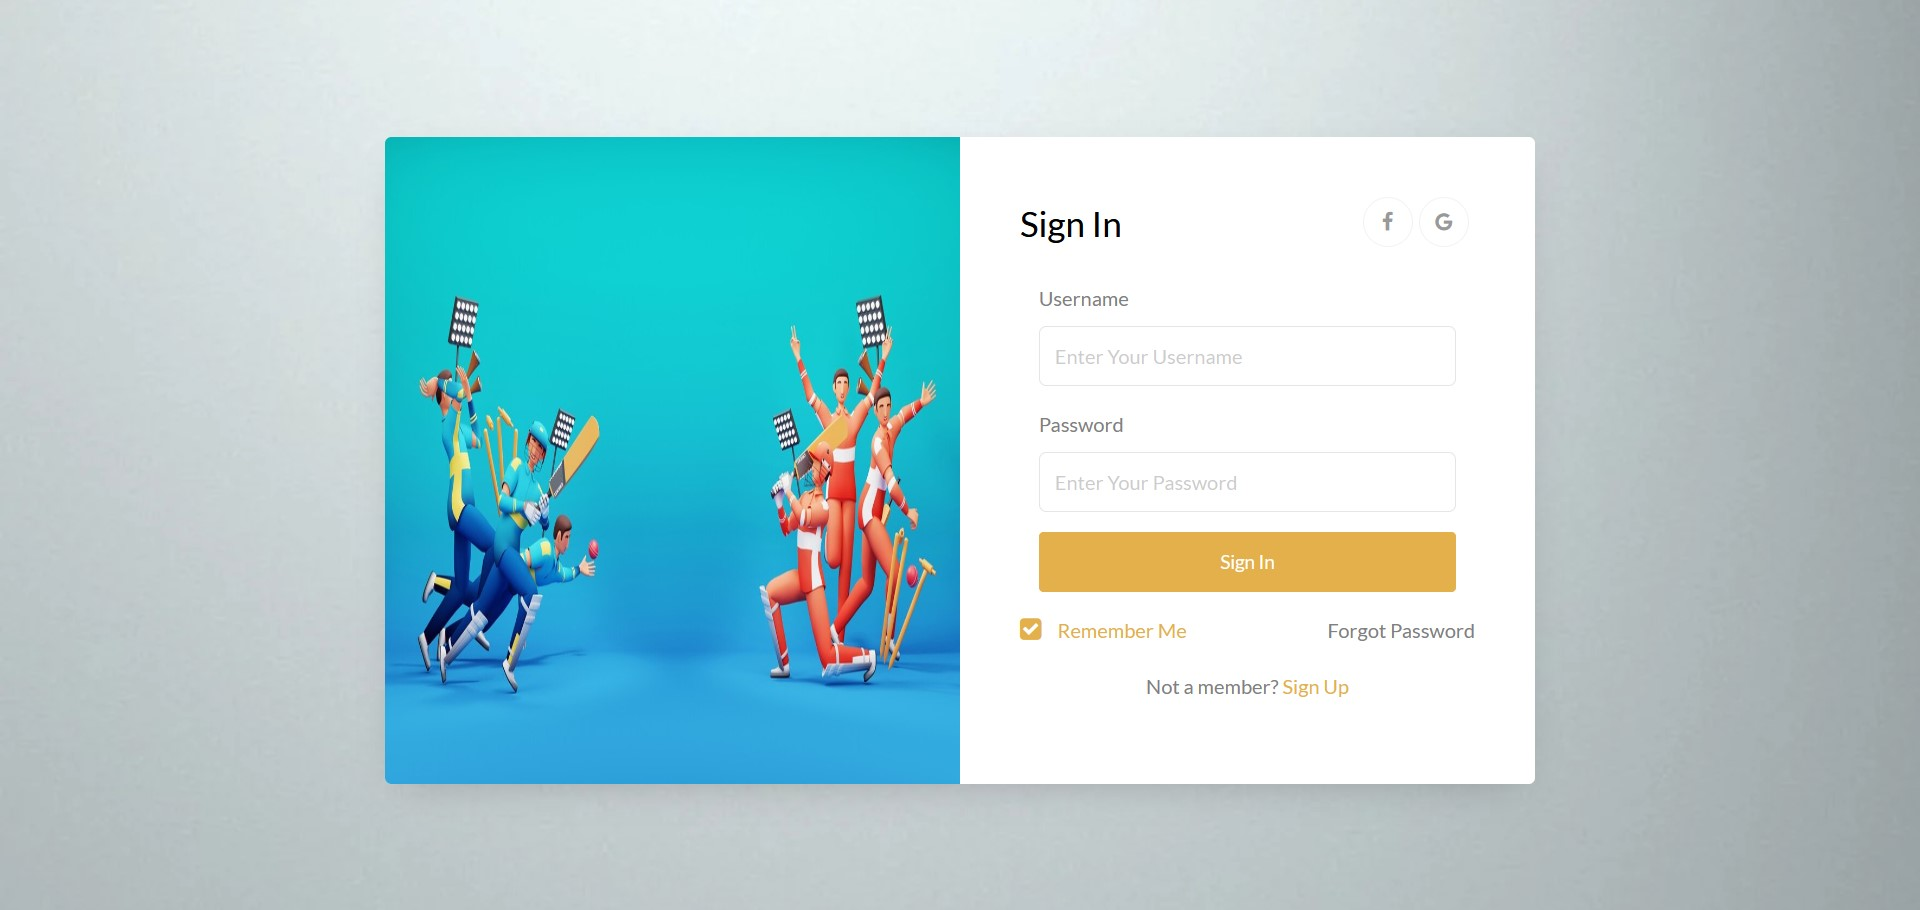 Sign In
Username
Enter Your Username
Password
Enter Your Password
Sign In
Remember Me
Forgot Password
Not a member? Sign Up